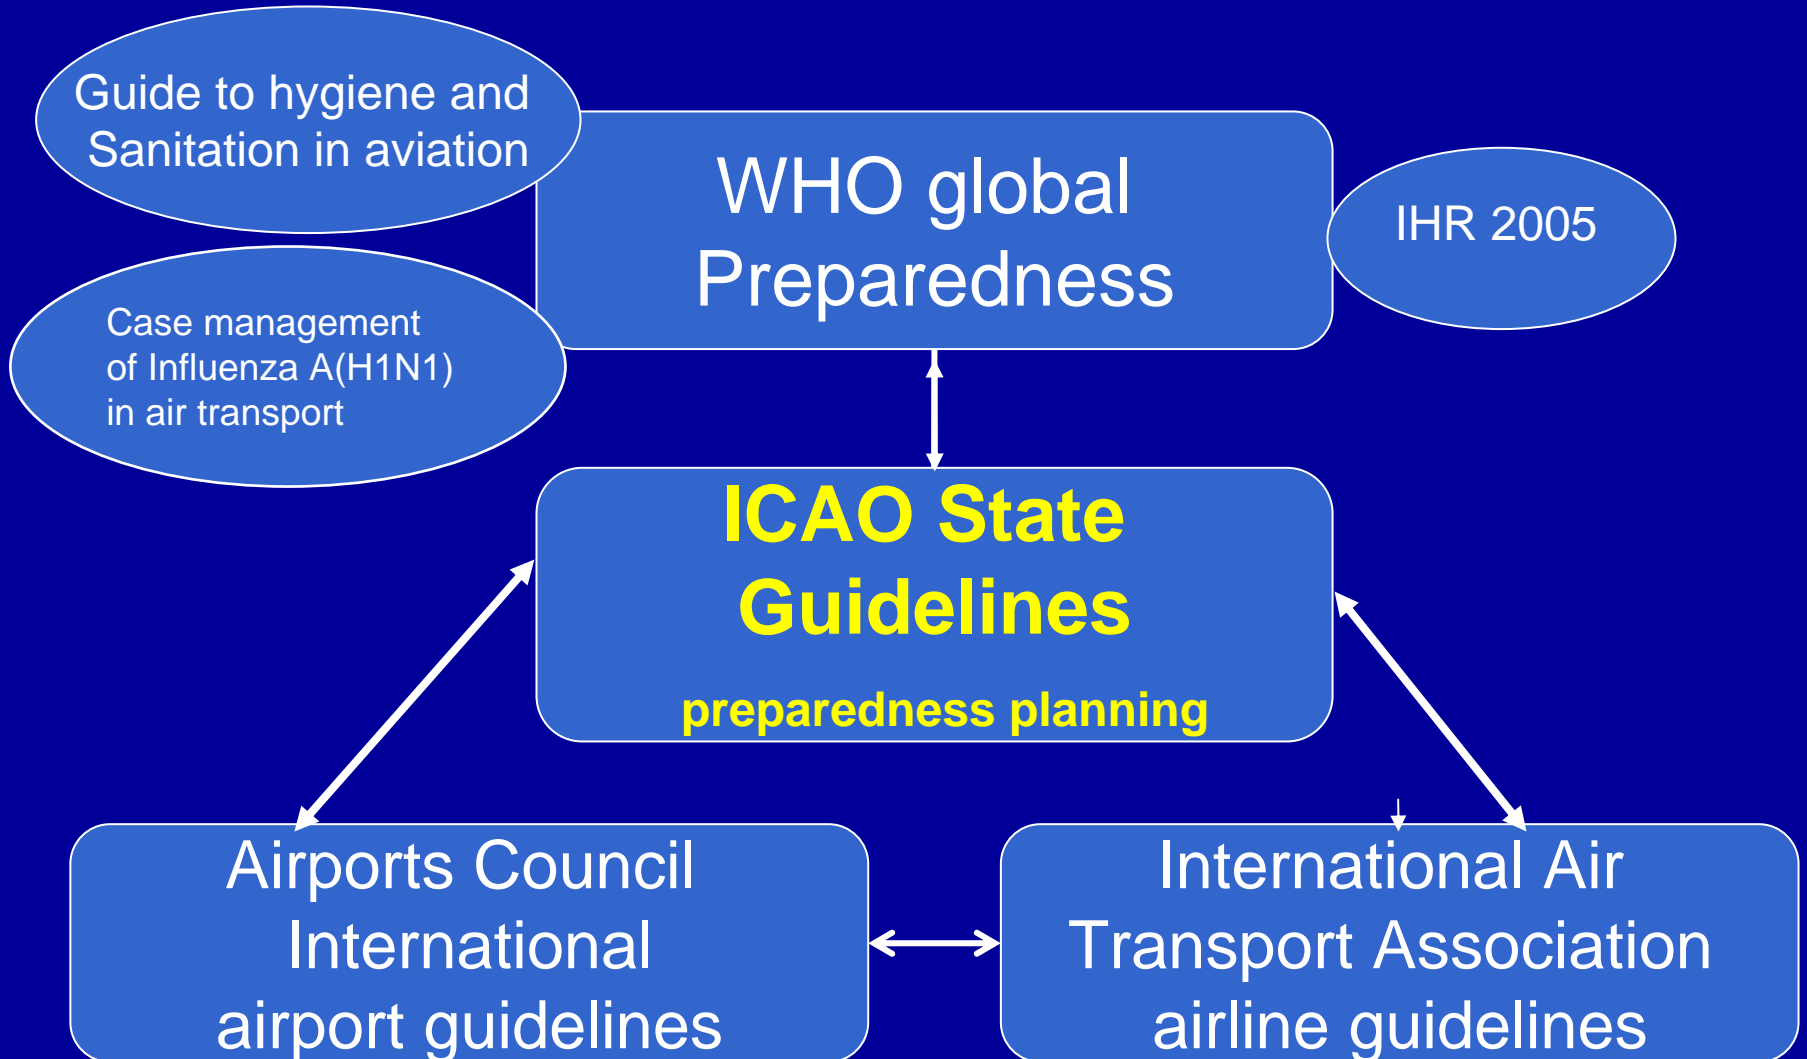 Guide to hygiene and
Sanitation in aviation
WHO global
Preparedness
IHR 2005
Case management
of Influenza A(H1N1)
in air transport
ICAO State
Guidelines
preparedness planning
Airports Council
International
airport guidelines
International Air
Transport Association
airline guidelines